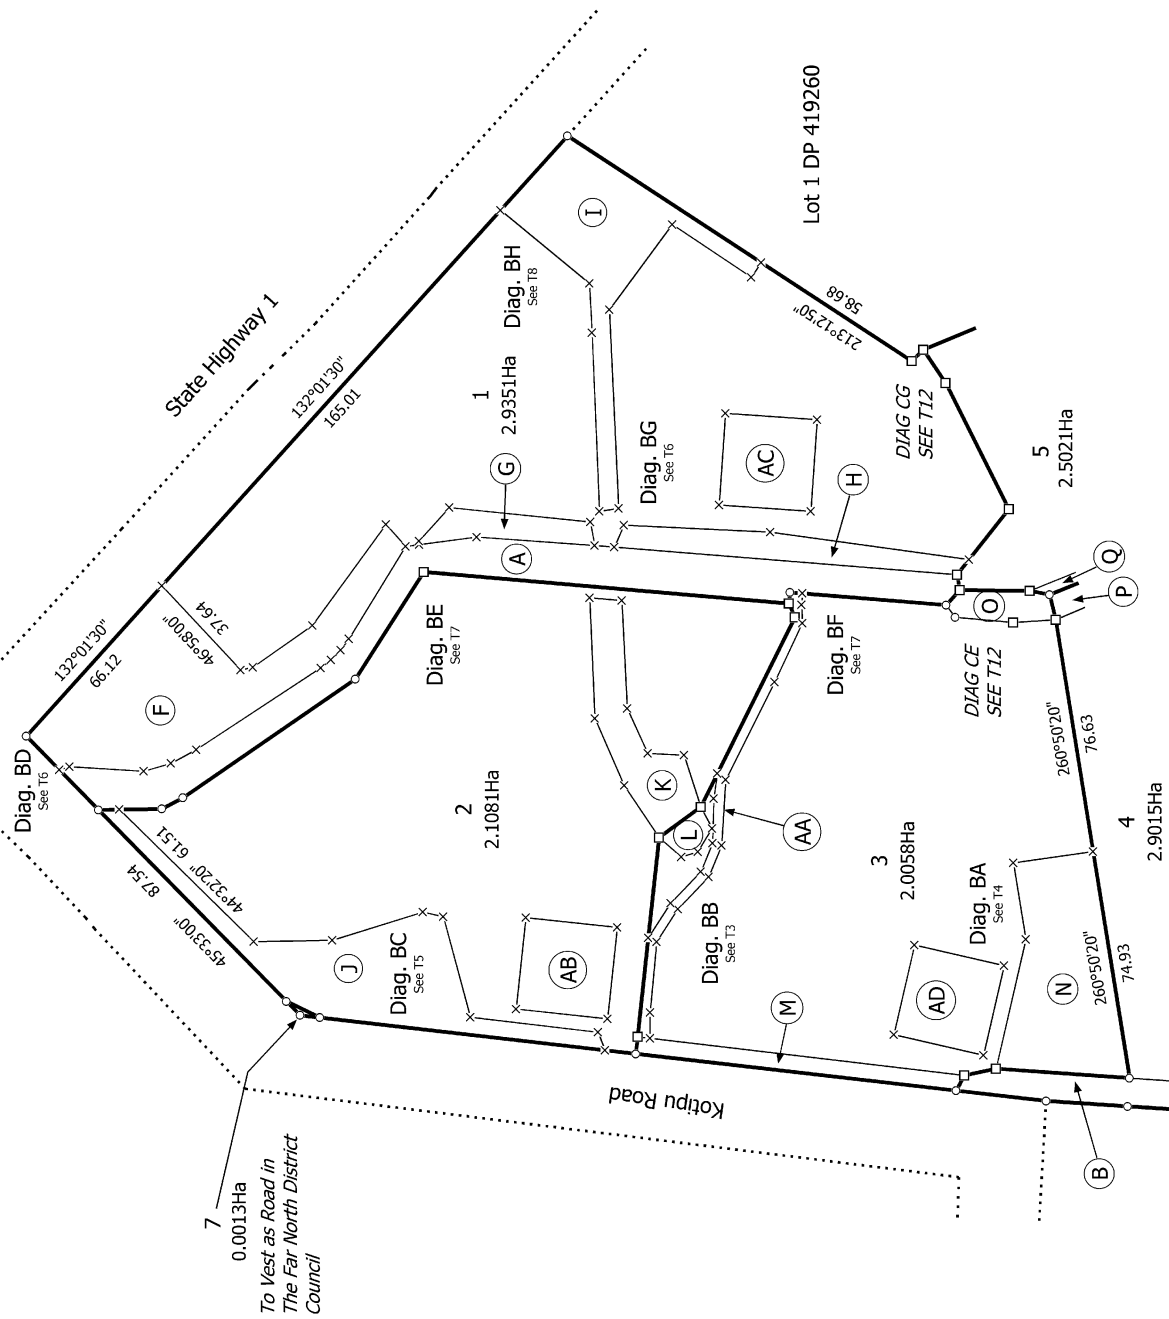 State Highway 1
132°01'30"
165.01
132°01'30"
66.12
46°58'00"
37.64
Diag. BD
See T6
F
61.51
44°32'20"
87.54
45°33'00"
J
Diag. BC
See T5
AB
2
2.1081Ha
Diag. BE
See T7
A
G
1
2.9351Ha
Diag. BH
See T8
I
Lot 1 DP 419260
58.68
213°12'50"
Diag. BG
See T6
AC
H
DIAG CG
SEE T12
5
2.5021Ha
K
L
AA
Diag. BF
See T7
Diag. BB
See T3
3
2.0058Ha
DIAG CE
SEE T12
O
Q
P
260°50'20"
76.63
4
2.9015Ha
Diag. BA
See T4
AD
N
260°50'20"
74.93
M
B
Kotipu Road
7
0.0013Ha
To Vest as Road in
The Far North District
Council